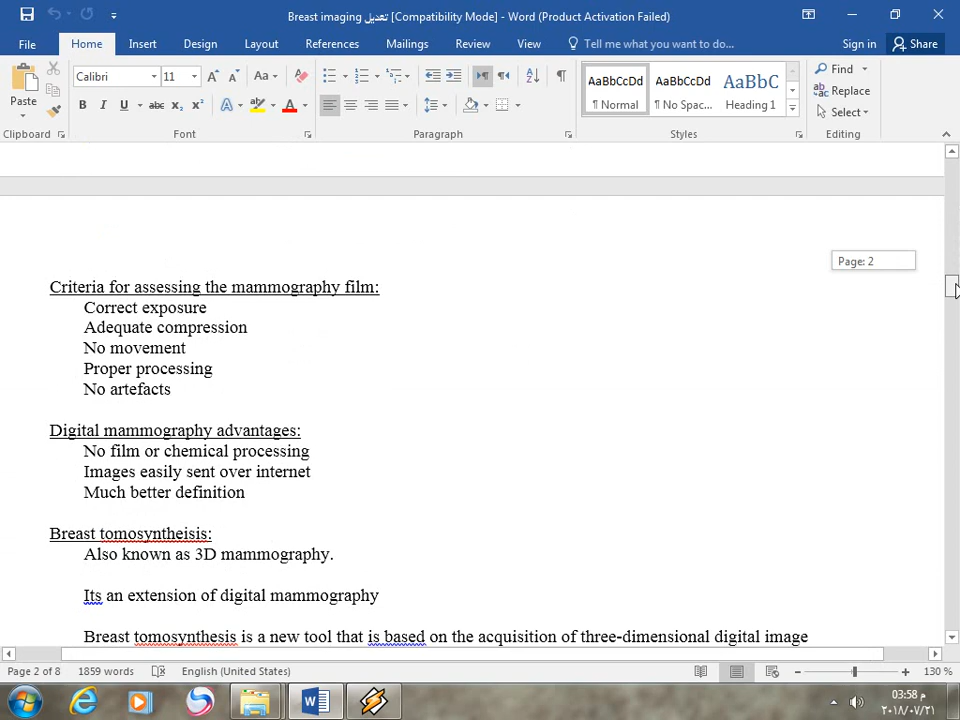 Breast imaging تعديل [Compatibility Mode] - Word (Product Activation Failed)
File Home Insert Design Layout References Mailings Review View Tell me what you want to do... Sign in Share
Paste
Calibri 11
Aa
B I U abc x₂ x² A A
AaBbCcDd AaBbCcDd AaBbC
¶ Normal ¶ No Spac... Heading 1
Find
Replace
Select
Clipboard Font Paragraph Styles Editing
Page: 2
Criteria for assessing the mammography film:
Correct exposure
Adequate compression
No movement
Proper processing
No artefacts
Digital mammography advantages:
No film or chemical processing
Images easily sent over internet
Much better definition
Breast tomosyntheisis:
Also known as 3D mammography.
Its an extension of digital mammography
Breast tomosynthesis is a new tool that is based on the acquisition of three-dimensional digital image
Page 2 of 8 1859 words English (United States) 130 %
03:58 م
٢٠١٨/٠٧/٢١